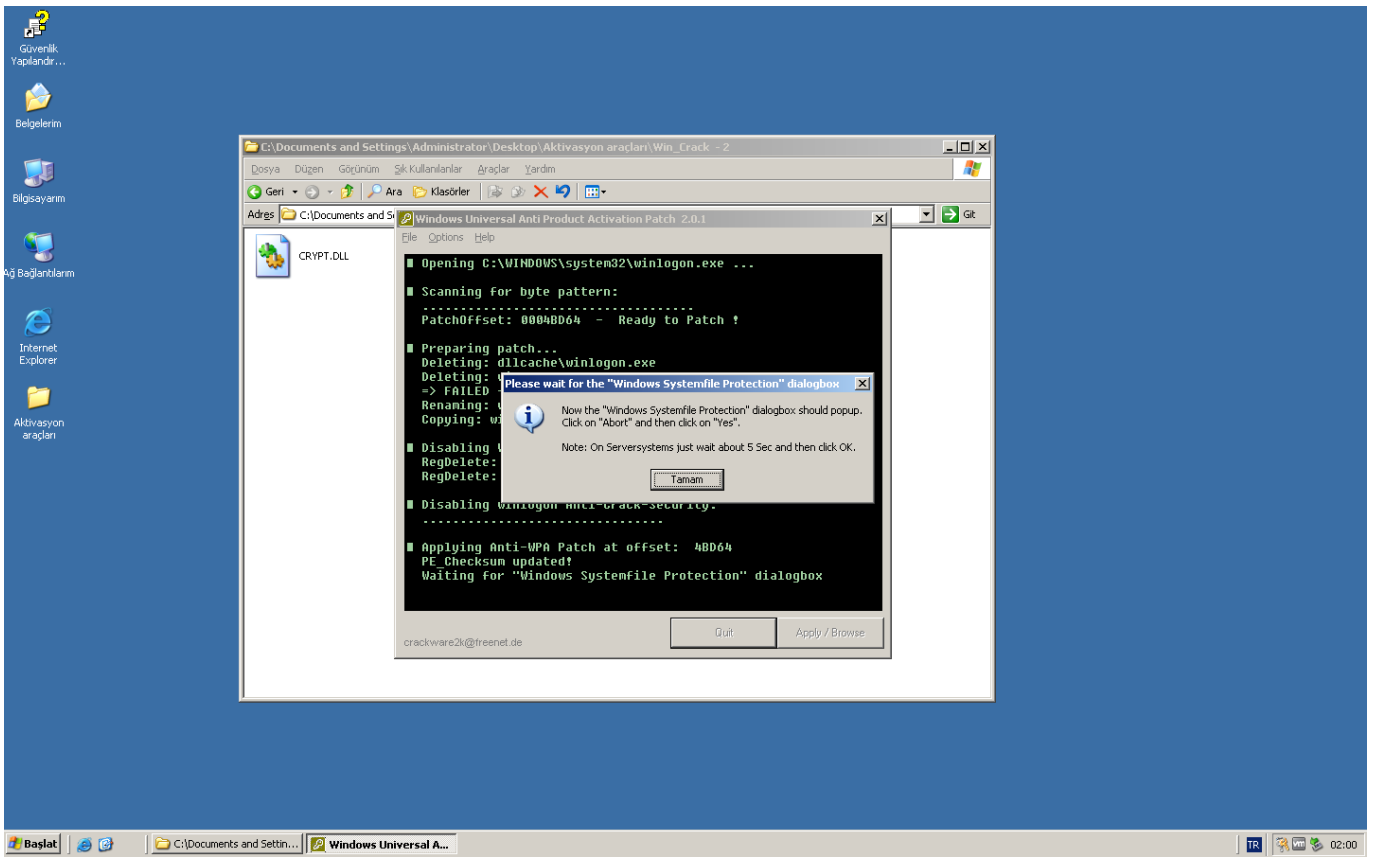 Güvenlik
Yapılandır...
Belgelerim
Bilgisayarım
Ağ Bağlantılarım
Internet
Explorer
Aktivasyon
araçları
C:\Documents and Settings\Administrator\Desktop\Aktivasyon araçları\Win_Crack - 2
Dosya Düzen Görünüm Sık Kullanılanlar Araçlar Yardım
Geri Ara Klasörler
Adres C:\Documents and Git
CRYPT.DLL
Windows Universal Anti Product Activation Patch 2.0.1
File Options Help
Opening C:\WINDOWS\system32\winlogon.exe ...
Scanning for byte pattern:
....................................
PatchOffset: 0004BD64 - Ready to Patch !
Preparing patch...
Deleting: dllcache\winlogon.exe
Deleting:
=> FAILED
Renaming:
Copying:
Disabling
RegDelete:
RegDelete:
Disabling winlogon Anti-Crack-Security.
................................
Applying Anti-WPA Patch at offset: 4BD64
PE_Checksum updated!
Waiting for "Windows Systemfile Protection" dialogbox
Please wait for the "Windows Systemfile Protection" dialogbox
Now the "Windows Systemfile Protection" dialogbox should popup.
Click on "Abort" and then click on "Yes".
Note: On Serversystems just wait about 5 Sec and then click OK.
Tamam
crackware2k@freenet.de
Quit
Apply / Browse
Başlat
C:\Documents and Settin...
Windows Universal A...
TR
02:00